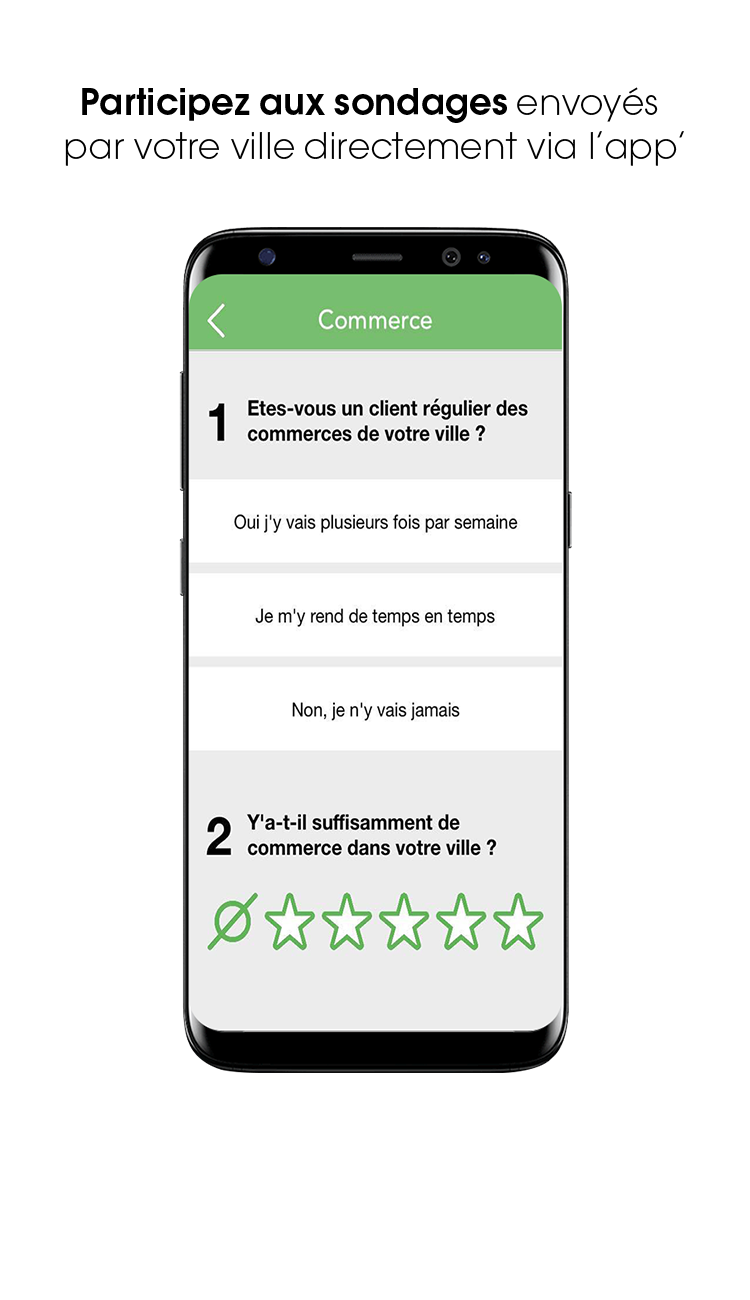 Participez aux sondages envoyés
par votre ville directement via l'app'
Commerce
1
Etes-vous un client régulier des
commerces de votre ville ?
Oui j'y vais plusieurs fois par semaine
Je m'y rend de temps en temps
Non, je n'y vais jamais
2
Y'a-t-il suffisamment de
commerce dans votre ville ?